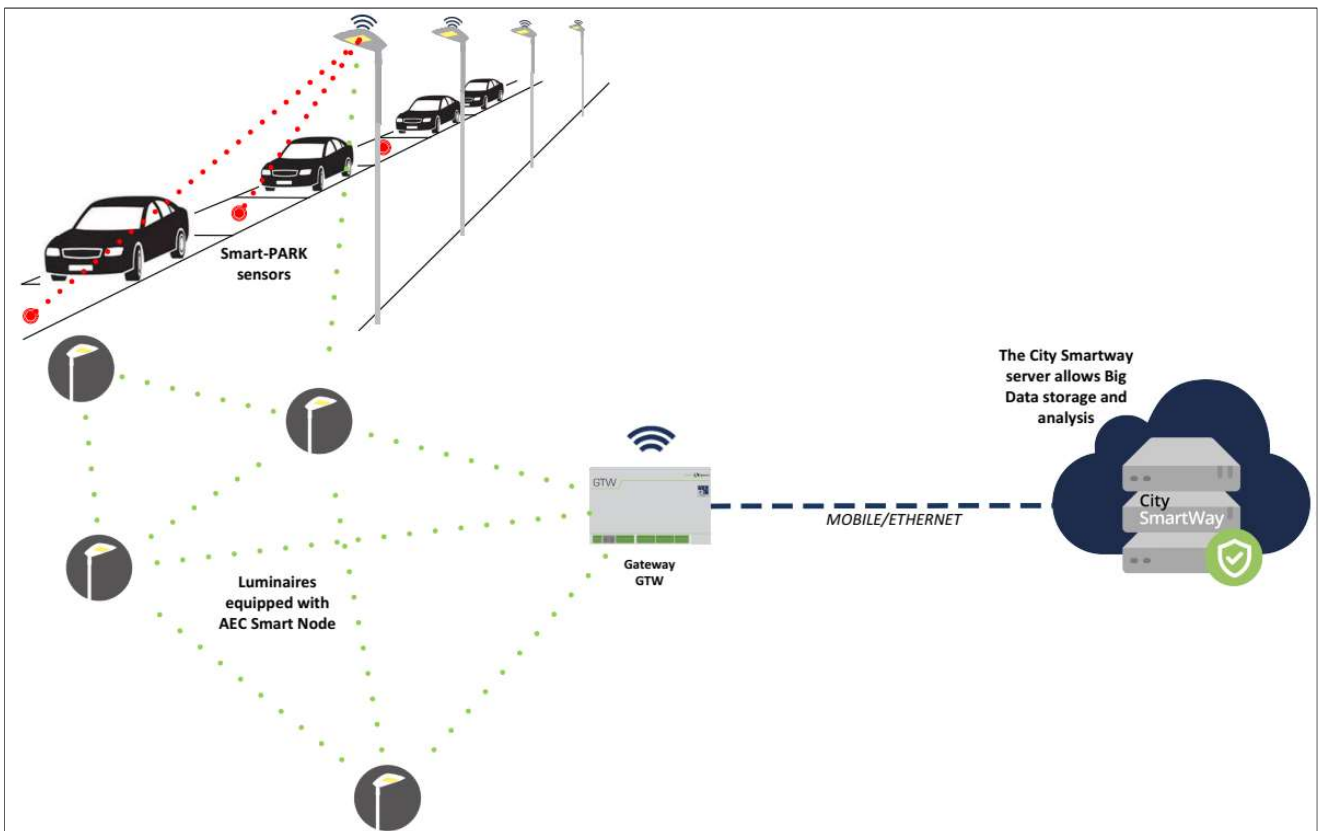 Smart-PARK
sensors
The City Smartway
server allows Big
Data storage and
analysis
GTW
City
SmartWay
MOBILE/ETHERNET
Gateway
GTW
Luminaires
equipped with
AEC Smart Node